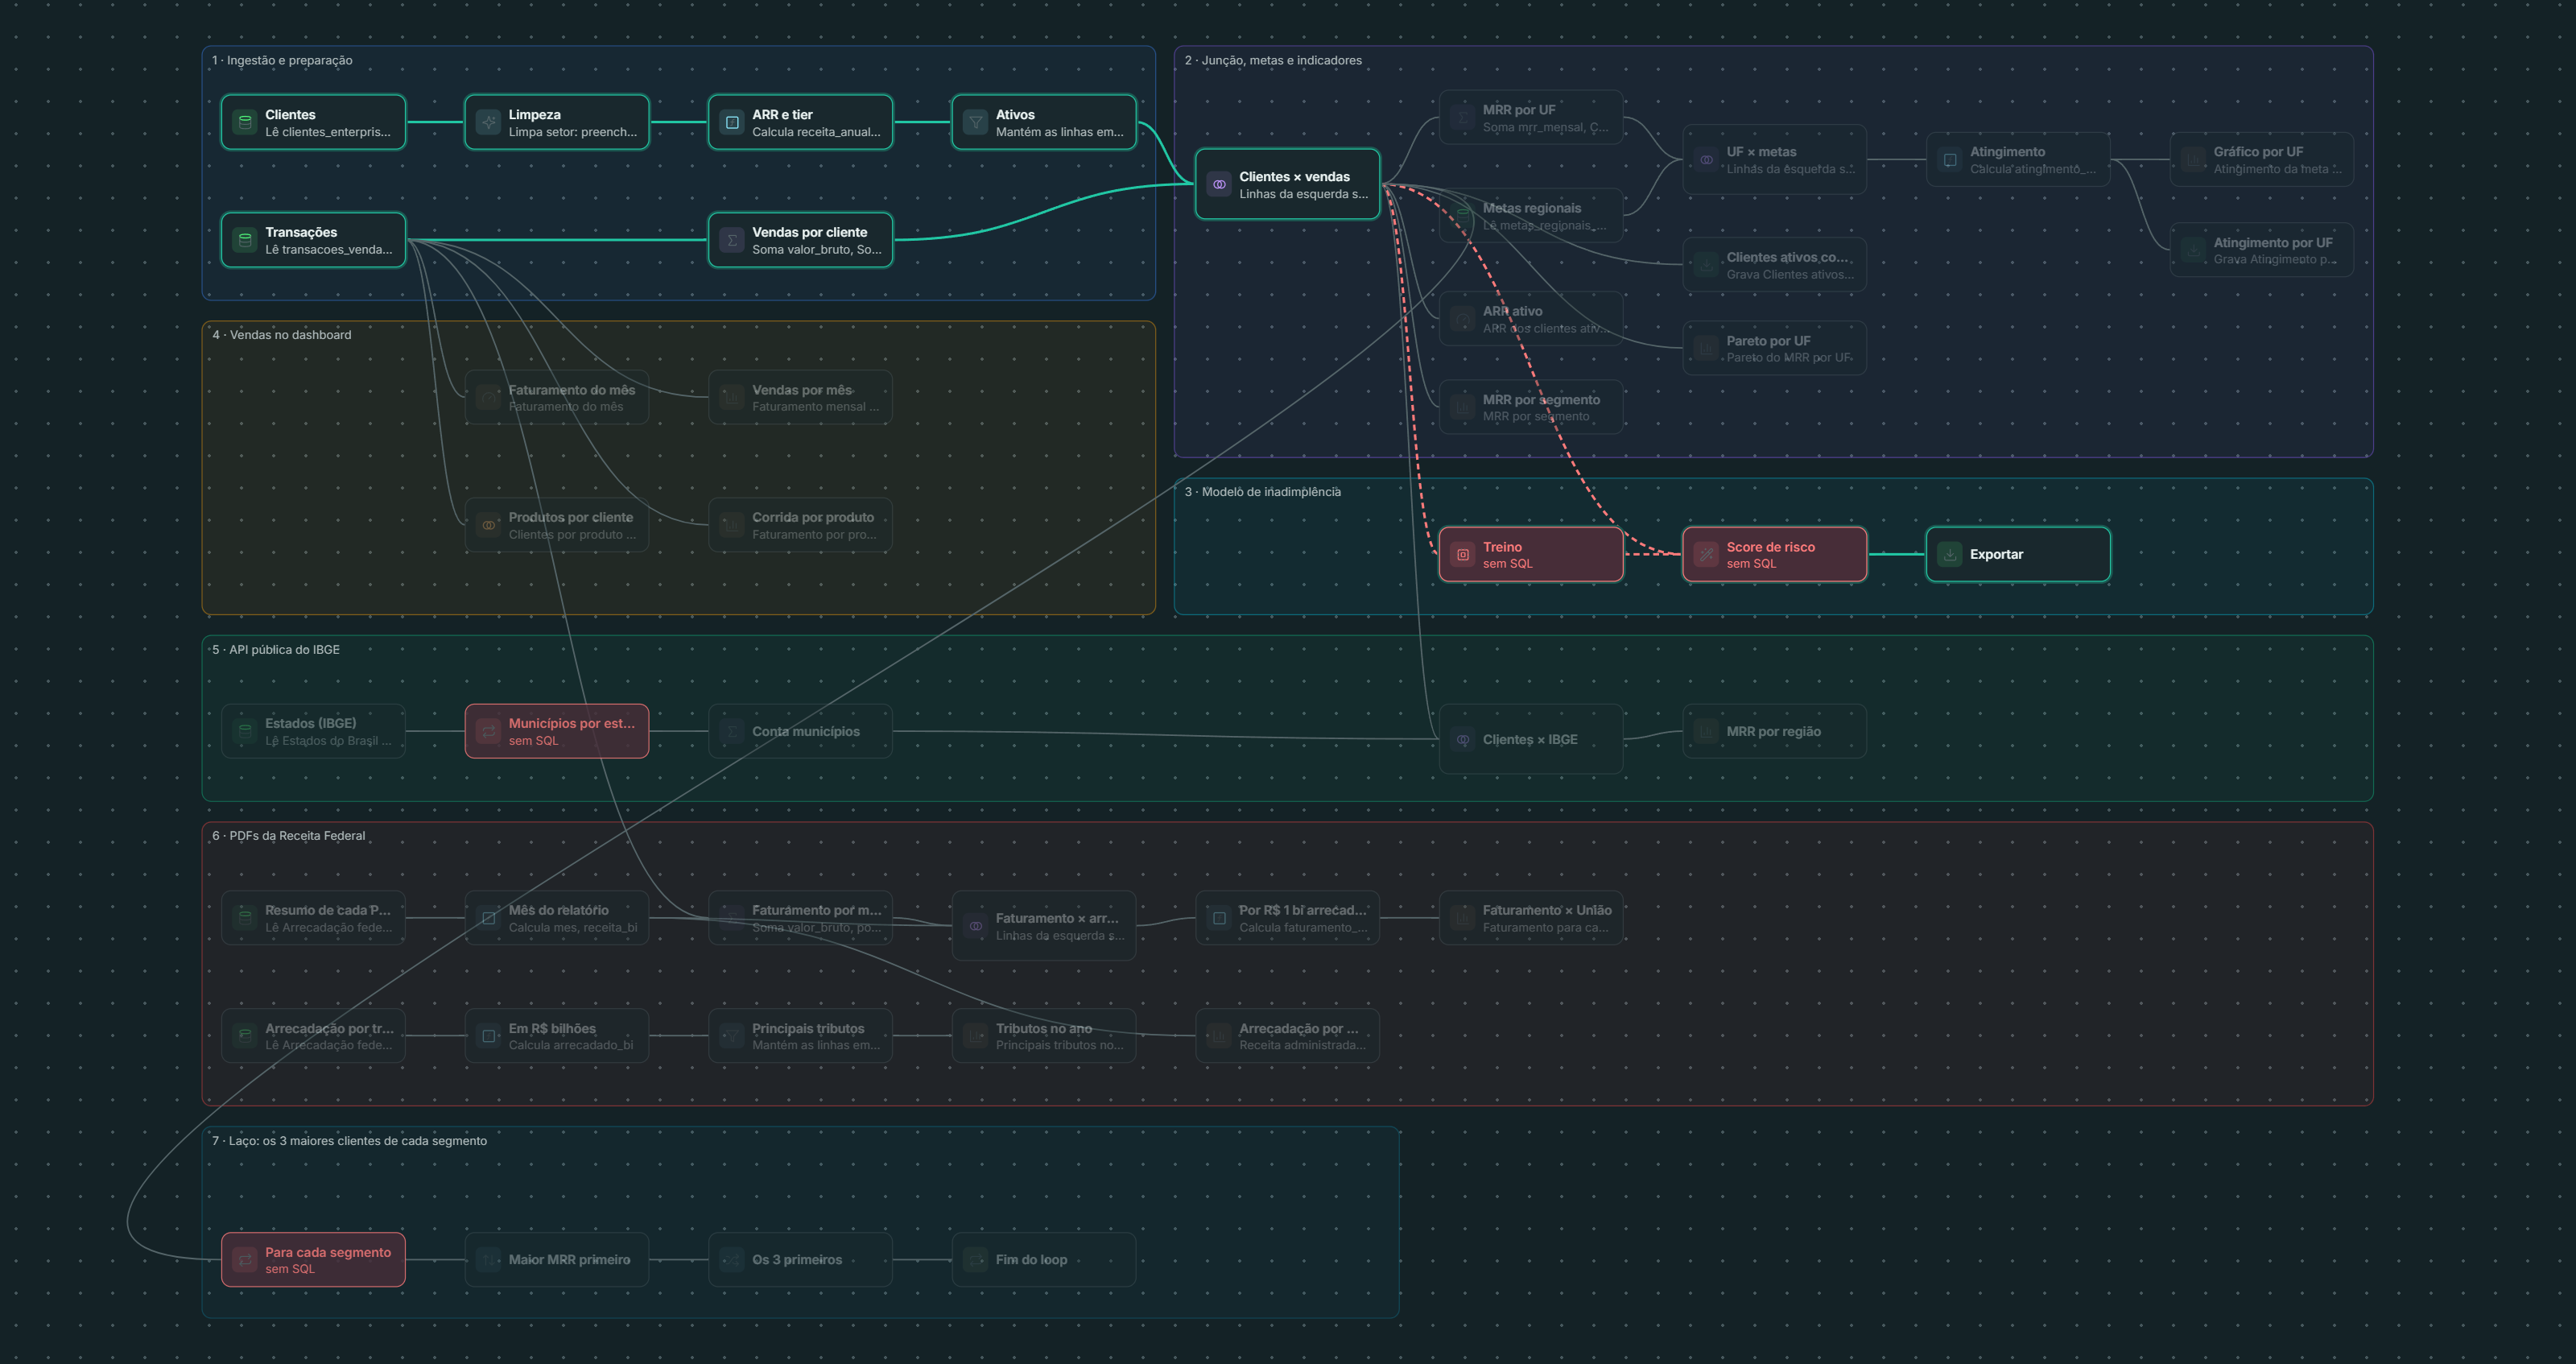 1 · Ingestão e preparação
Clientes
Lê clientes_enterpris...
Limpeza
Limpa setor: preench...
ARR e tier
Calcula receita_anual...
Ativos
Mantém as linhas em...
Transações
Lê transacoes_venda...
Vendas por cliente
Soma valor_bruto, So...
2 · Junção, metas e indicadores
Clientes × vendas
Linhas da esquerda s...
MRR por UF
Soma mrr_mensal, C...
Metas regionais
Lê metas_regionais_...
UF × metas
Linhas da esquerda s...
Atingimento
Calcula atingimento_...
Gráfico por UF
Atingimento da meta ...
Atingimento por UF
Grava Atingimento p...
Clientes ativos co...
Grava Clientes ativos...
ARR ativo
ARR dos clientes ativ...
Pareto por UF
Pareto do MRR por UF
MRR por segmento
MRR por segmento
4 · Vendas no dashboard
Faturamento do mês
Faturamento do mês
Vendas por mês
Faturamento mensal ...
Produtos por cliente
Clientes por produto ...
Corrida por produto
Faturamento por pro...
3 · Modelo de inadimplência
Treino
sem SQL
Score de risco
sem SQL
Exportar
5 · API pública do IBGE
Estados (IBGE)
Lê Estados do Brasil ...
Municípios por est...
sem SQL
Conta municípios
Clientes × IBGE
MRR por região
6 · PDFs da Receita Federal
Resumo de cada P...
Lê Arrecadação fede...
Mês do relatório
Calcula mes, receita_bi
Faturamento por m...
Soma valor_bruto, po...
Faturamento × arr...
Linhas da esquerda s...
Por R$ 1 bi arrecad...
Calcula faturamento_...
Faturamento × União
Faturamento para ca...
Arrecadação por tr...
Lê Arrecadação fede...
Em R$ bilhões
Calcula arrecadado_bi
Principais tributos
Mantém as linhas em...
Tributos no ano
Principais tributos no...
Arrecadação por ...
Receita administrada...
7 · Laço: os 3 maiores clientes de cada segmento
Para cada segmento
sem SQL
Maior MRR primeiro
Os 3 primeiros
Fim do loop